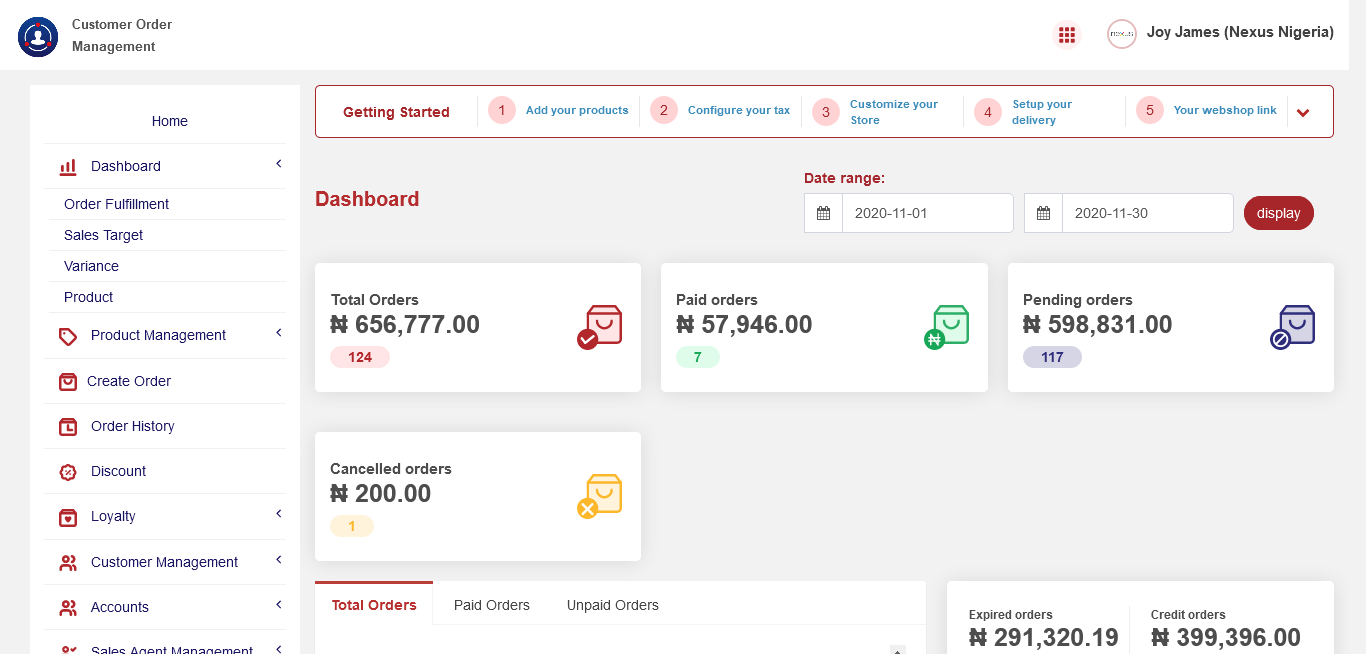 Customer Order
Management
nexus
Joy James (Nexus Nigeria)
Getting Started
1
Add your products
2
Configure your tax
3
Customize your
Store
4
Setup your
delivery
5
Your webshop link
Home
Dashboard
Order Fulfillment
Sales Target
Variance
Product
Product Management
Create Order
Order History
Discount
Loyalty
Customer Management
Accounts
Sales Agent Management
Dashboard
Date range:
2020-11-01
2020-11-30
display
Total Orders
₦ 656,777.00
124
Paid orders
₦ 57,946.00
7
Pending orders
₦ 598,831.00
117
Cancelled orders
₦ 200.00
1
Total Orders
Paid Orders
Unpaid Orders
Expired orders
₦ 291,320.19
Credit orders
₦ 399,396.00